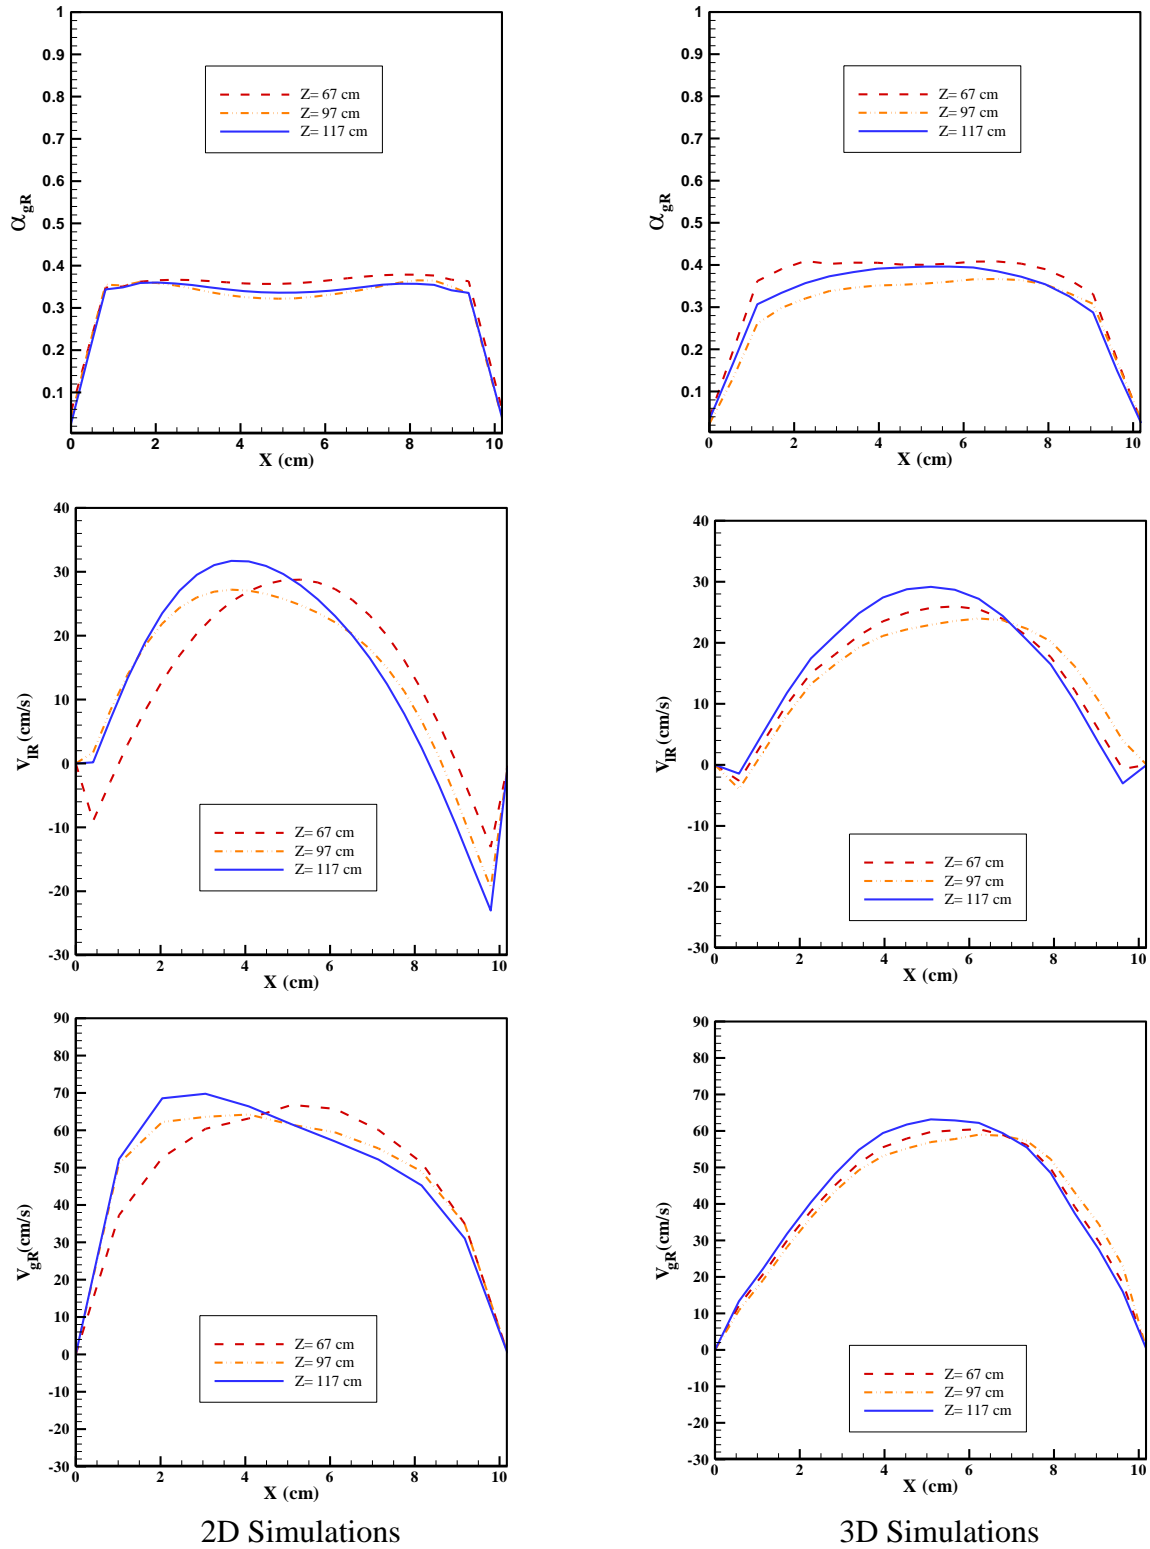 1
0.9
0.8
0.7
0.6
0.5
0.4
0.3
0.2
0.1
α_gR
Z= 67 cm
Z= 97 cm
Z= 117 cm
0 2 4 6 8 10
X (cm)
1
0.9
0.8
0.7
0.6
0.5
0.4
0.3
0.2
0.1
α_gR
Z= 67 cm
Z= 97 cm
Z= 117 cm
0 2 4 6 8 10
X (cm)
40
30
20
10
0
-10
-20
-30
V_lR (cm/s)
Z= 67 cm
Z= 97 cm
Z= 117 cm
0 2 4 6 8 10
X (cm)
40
30
20
10
0
-10
-20
-30
V_lR (cm/s)
Z= 67 cm
Z= 97 cm
Z= 117 cm
0 2 4 6 8 10
X (cm)
90
80
70
60
50
40
30
20
10
0
-10
-20
-30
V_gR (cm/s)
Z= 67 cm
Z= 97 cm
Z= 117 cm
0 2 4 6 8 10
X (cm)
90
80
70
60
50
40
30
20
10
0
-10
-20
-30
V_gR (cm/s)
Z= 67 cm
Z= 97 cm
Z= 117 cm
0 2 4 6 8 10
X (cm)
2D Simulations
3D Simulations